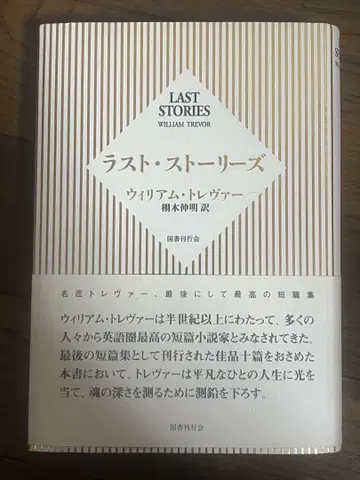 LAST
STORIES
WILLIAM TREVOR
ラスト・ストーリーズ
ウィリアム・トレヴァー
栩木伸明 訳
国書刊行会
名匠トレヴァー、最後にして最高の短篇集
ウィリアム・トレヴァーは半世紀以上にわたって、多くの
人々から英語圏最高の短篇小説家とみなされてきた。
最後の短篇集として刊行された佳品十篇をおさめた
本書において、トレヴァーは平凡なひとの人生に光を
当て、魂の深さを測るために測鉛を下ろす。
国書刊行会